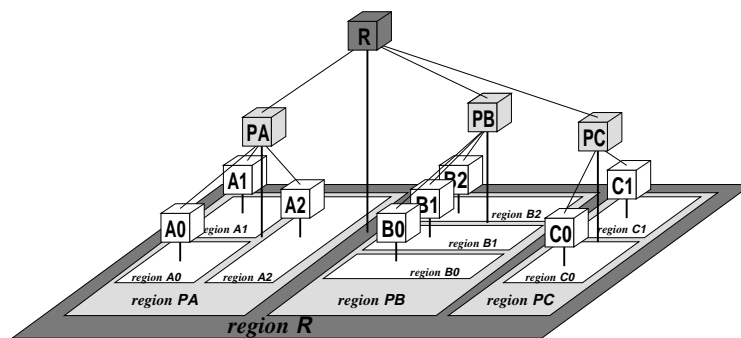 R
PA
PB
PC
A1
A2
B2
B1
C1
A0
B0
C0
region A1
region B2
region C1
region B1
region A0
region A2
region B0
region C0
region PA
region PB
region PC
region R